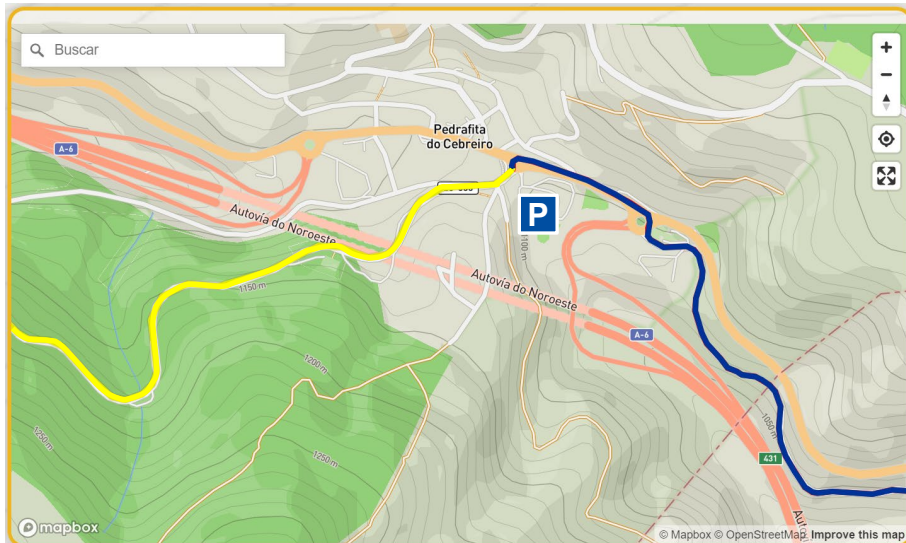 Buscar
Pedrafita
do Cebreiro
A-6
P
Autovía do Noroeste
1100 m
1150 m
Autovía do Noroeste
A-6
1200 m
1050 m
1250 m
1250 m
431
mapbox
© Mapbox © OpenStreetMap Improve this map